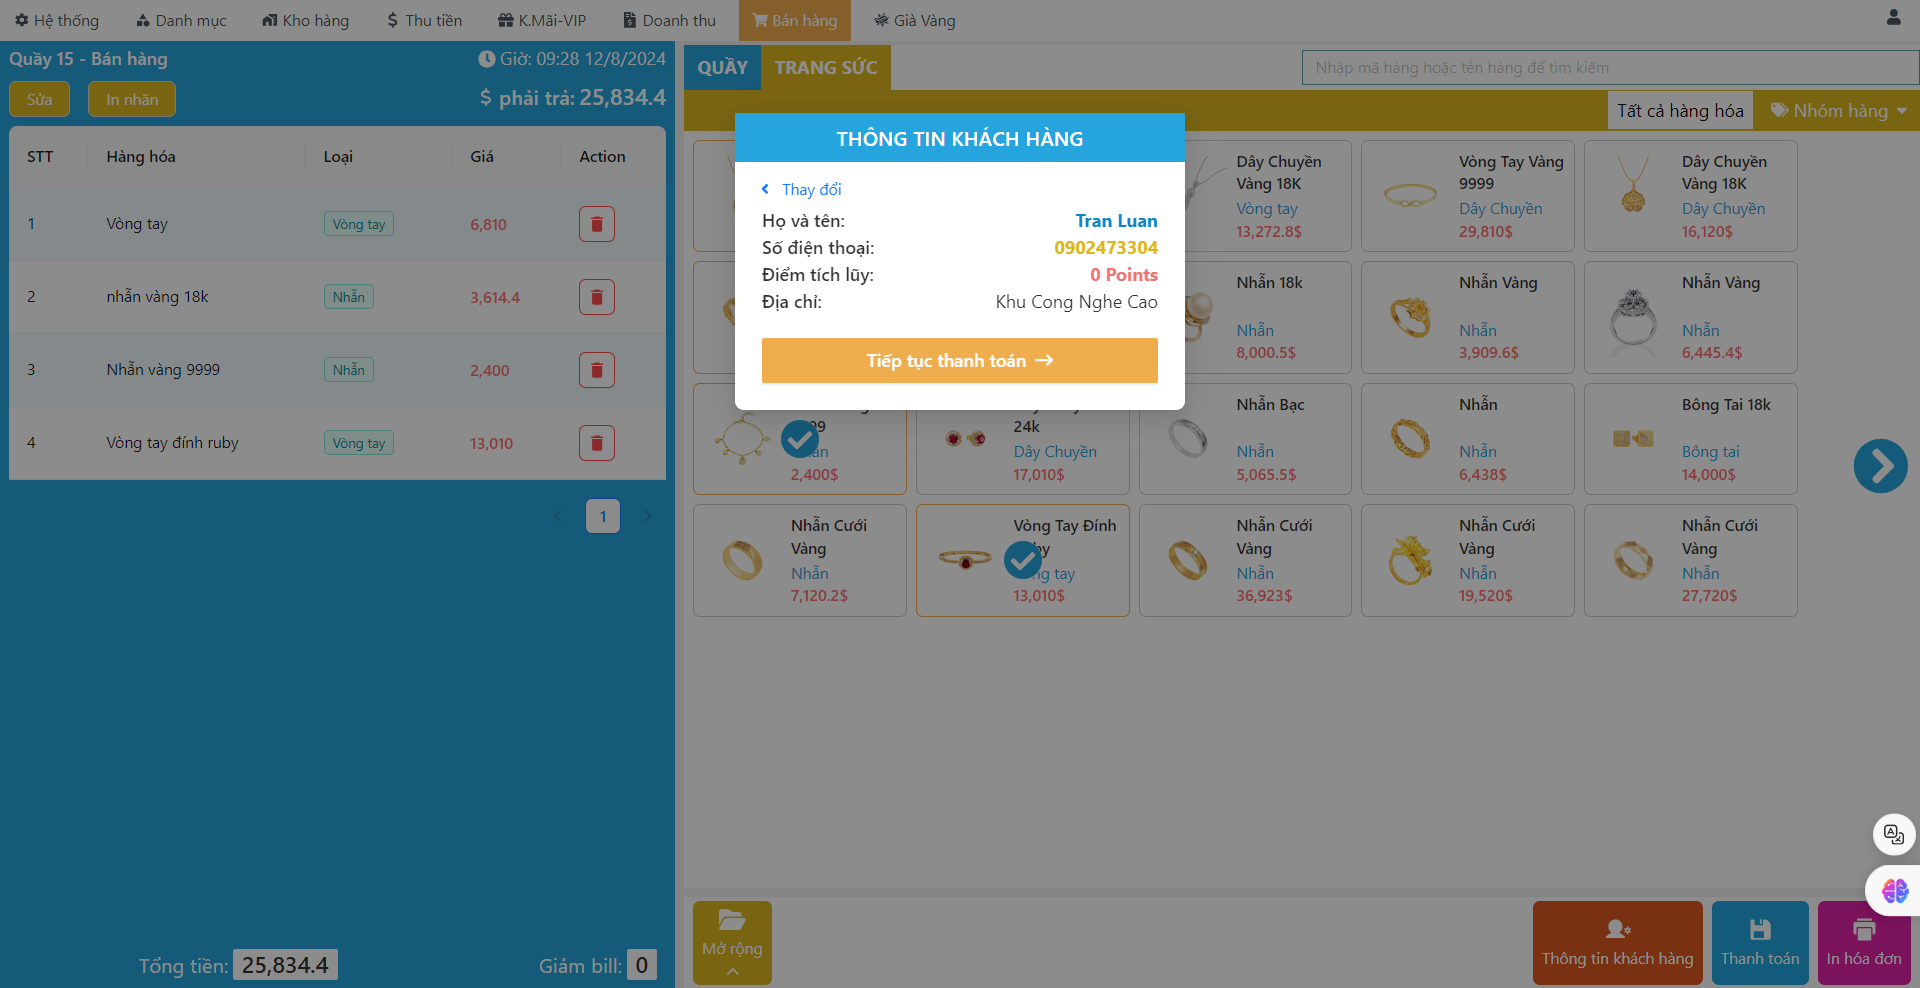 Hệ thống
Danh mục
Kho hàng
Thu tiền
K.Mãi-VIP
Doanh thu
Bán hàng
Già Vàng
Quầy 15 - Bán hàng
Giờ: 09:28 12/8/2024
Sửa
In nhãn
$ phải trả: 25,834.4
STT
Hàng hóa
Loại
Giá
Action
1
Vòng tay
Vòng tay
6,810
2
nhẫn vàng 18k
Nhẫn
3,614.4
3
Nhẫn vàng 9999
Nhẫn
2,400
4
Vòng tay đính ruby
Vòng tay
13,010
1
Tổng tiền: 25,834.4
Giảm bill: 0
QUẦY
TRANG SỨC
Nhập mã hàng hoặc tên hàng để tìm kiếm
Tất cả hàng hóa
Nhóm hàng
THÔNG TIN KHÁCH HÀNG
Thay đổi
Họ và tên:
Tran Luan
Số điện thoại:
0902473304
Điểm tích lũy:
0 Points
Địa chỉ:
Khu Cong Nghe Cao
Tiếp tục thanh toán
Dây Chuyền
Vàng 18K
Vòng tay
13,272.8$
Vòng Tay Vàng
9999
Dây Chuyền
29,810$
Dây Chuyền
Vàng 18K
Dây Chuyền
16,120$
Nhẫn 18k
Nhẫn
8,000.5$
Nhẫn Vàng
Nhẫn
3,909.6$
Nhẫn Vàng
Nhẫn
6,445.4$
2,400$
24k
Dây Chuyền
17,010$
Nhẫn Bạc
Nhẫn
5,065.5$
Nhẫn
Nhẫn
6,438$
Bông Tai 18k
Bông tai
14,000$
Nhẫn Cưới
Vàng
Nhẫn
7,120.2$
Vòng Tay Đính
13,010$
Nhẫn Cưới
Vàng
Nhẫn
36,923$
Nhẫn Cưới
Vàng
Nhẫn
19,520$
Nhẫn Cưới
Vàng
Nhẫn
27,720$
Mở rộng
Thông tin khách hàng
Thanh toán
In hóa đơn